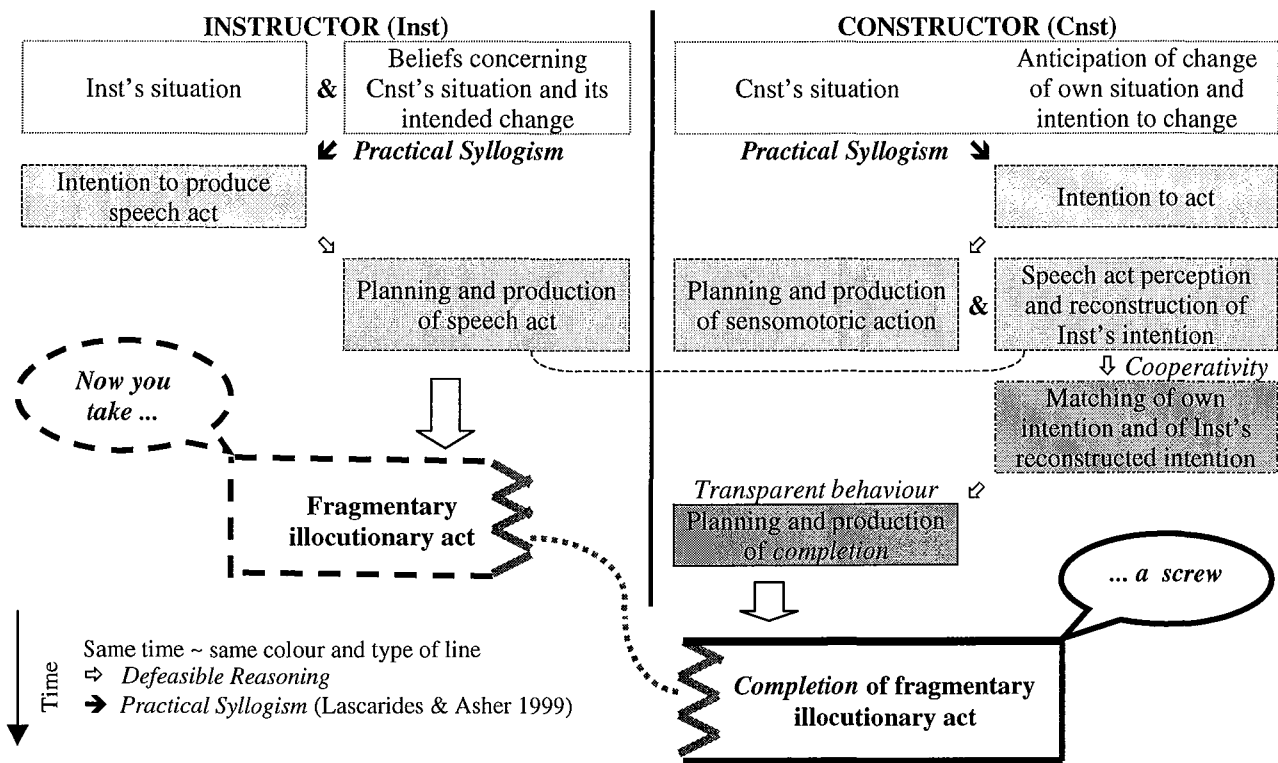 INSTRUCTOR (Inst)
Inst's situation
&
Beliefs concerning
Cnst's situation and its
intended change
Practical Syllogism
Intention to produce
speech act
Planning and production
of speech act
Now you
take ...
Fragmentary
illocutionary act
CONSTRUCTOR (Cnst)
Cnst's situation
Anticipation of change
of own situation and
intention to change
Practical Syllogism
Intention to act
Planning and production
of sensomotoric action
&
Speech act perception
and reconstruction of
Inst's intention
Cooperativity
Matching of own
intention and of Inst's
reconstructed intention
Transparent behaviour
Planning and production
of completion
... a screw
Completion of fragmentary
illocutionary act
Time
Same time ~ same colour and type of line
⇨ Defeasible Reasoning
➔ Practical Syllogism (Lascarides & Asher 1999)